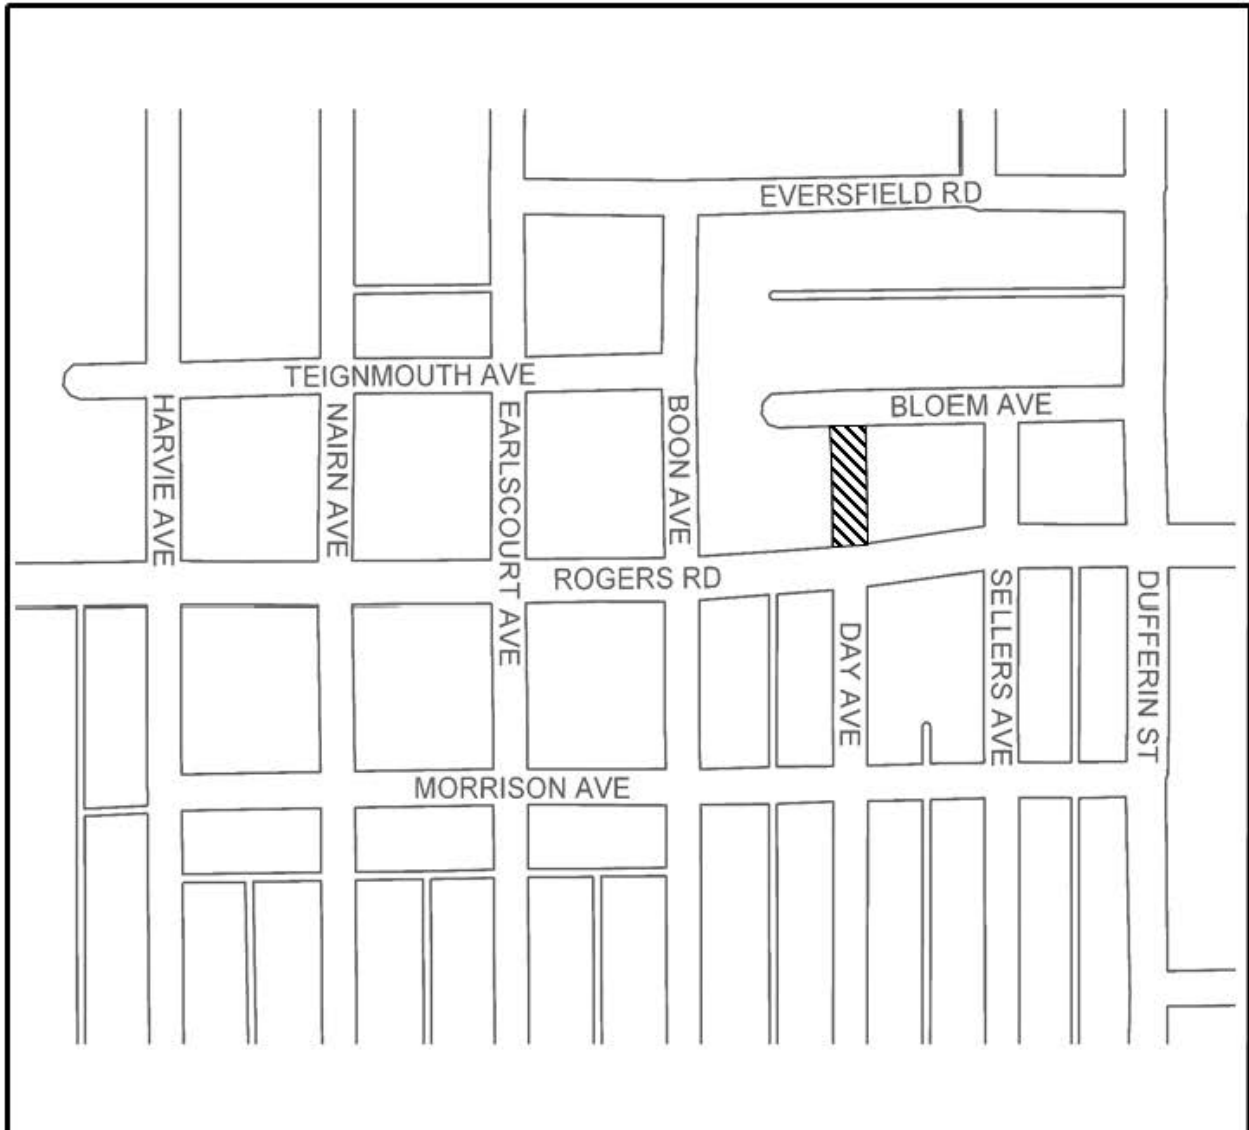 EVERSFIELD RD
TEIGNMOUTH AVE
BLOEM AVE
HARVIE AVE
NAIRN AVE
EARLSCOURT AVE
BOON AVE
ROGERS RD
DAY AVE
SELLERS AVE
DUFFERIN ST
MORRISON AVE